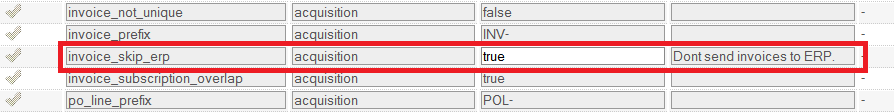 invoice_not_unique acquisition false -
invoice_prefix acquisition INV- -
invoice_skip_erp acquisition true Dont send invoices to ERP. -
invoice_subscription_overlap acquisition true -
po_line_prefix acquisition POL- -